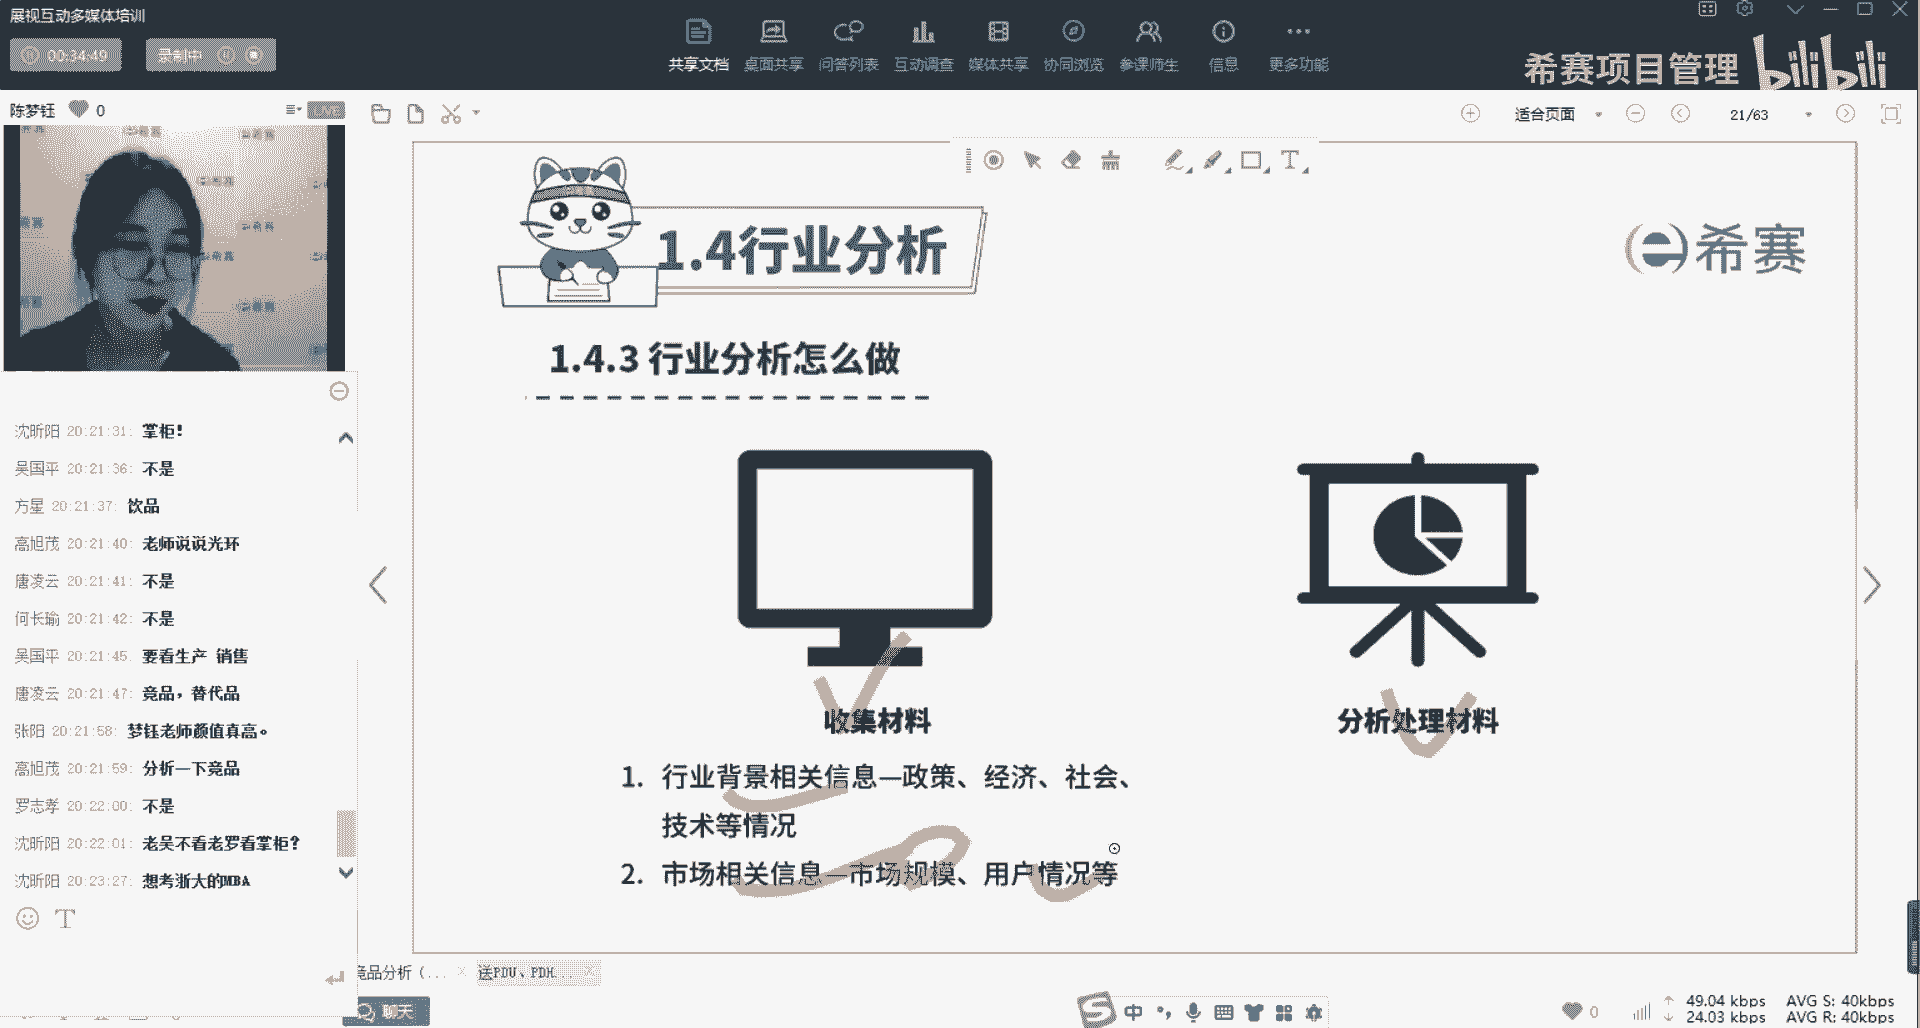 展视互动多媒体培训
00:34:49
录制中
共享文档
桌面共享
问答列表
互动调查
媒体共享
协同浏览
参课师生
信息
更多功能
希赛项目管理
bilibili
陈梦钰
0
LIVE
适合页面
21/63
T
1.4行业分析
希赛
1.4.3 行业分析怎么做
沈昕阳 20:21:31: 掌柜!
吴国平 20:21:36: 不是
方星 20:21:37: 饮品
高旭茂 20:21:40: 老师说说光环
唐凌云 20:21:41: 不是
何长瑜 20:21:42: 不是
吴国平 20:21:45: 要看生产 销售
唐凌云 20:21:47: 竞品，替代品
张阳 20:21:58: 梦钰老师颜值真高。
高旭茂 20:21:59: 分析一下竞品
罗志孝 20:22:00: 不是
沈昕阳 20:22:01: 老吴不看老罗看掌柜?
沈昕阳 20:23:27: 想考浙大的MBA
T
收集材料
分析处理材料
1. 行业背景相关信息—政策、经济、社会、
技术等情况
2. 市场相关信息—市场规模、用户情况等
竞品分析（...
送PDU、PDH...
聊天
中
0
49.04 kbps
AVG S: 40kbps
24.03 kbps
AVG R: 40kbps